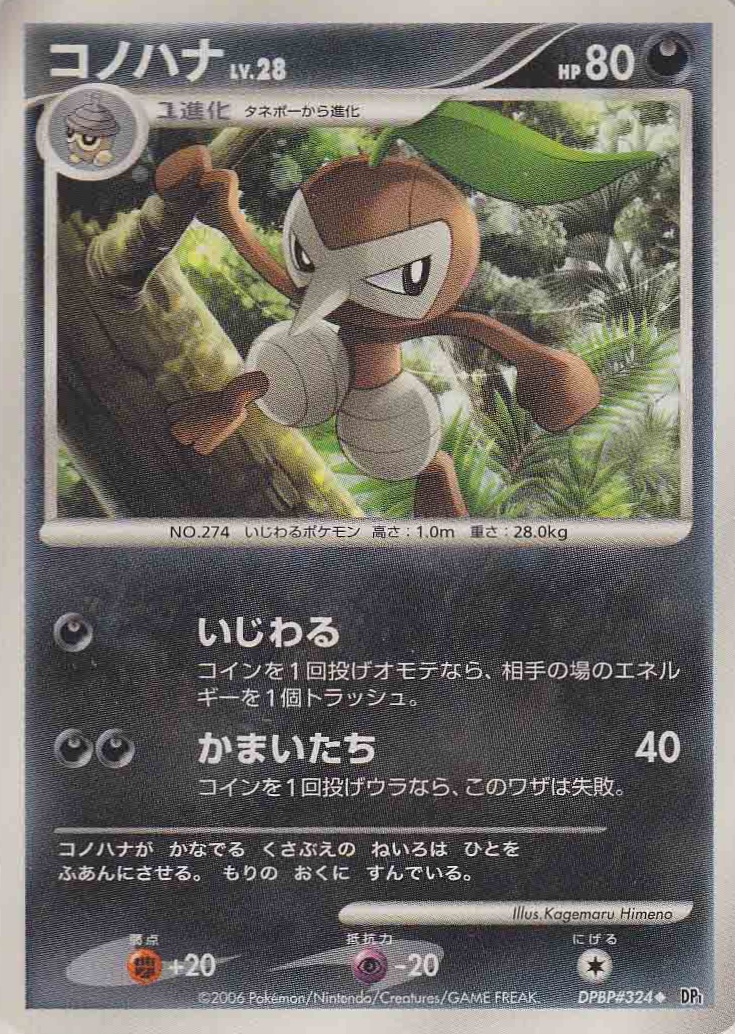 コノハナ LV.28 HP80
1進化 タネボーから進化
NO.274 いじわるポケモン 高さ:1.0m 重さ:28.0kg
いじわる
コインを1回投げオモテなら、相手の場のエネル
ギーを1個トラッシュ。
かまいたち 40
コインを1回投げウラなら、このワザは失敗。
コノハナが かなでる くさぶえの ねいろは ひとを
ふあんにさせる。 もりの おくに すんでいる。
Illus.Kagemaru Himeno
弱点 抵抗力 にげる
+20 -20
©2006 Pokémon/Nintendo/Creatures/GAME FREAK. DPBP#324◆ DP1